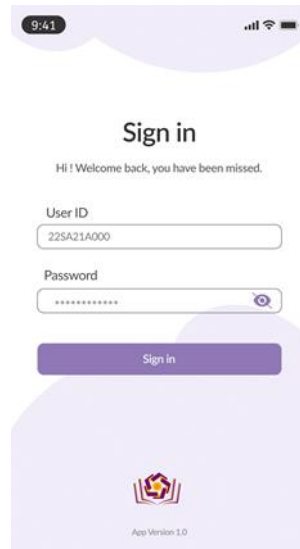 9:41
Sign in
Hi ! Welcome back, you have been missed.
User ID
22SA21A000
Password
************
Sign in
App Version 1.0